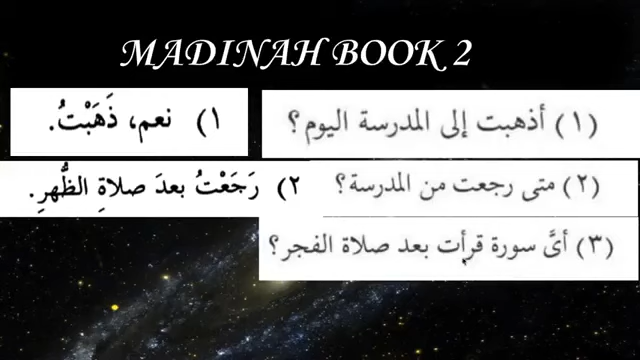 MADINAH BOOK 2
(١) أذهبت إلى المدرسة اليوم؟
١) نعم، ذَهَبْتُ.
(٢) متى رجعت من المدرسة؟
٢) رَجَعْتُ بعدَ صلاةِ الظُّهرِ.
(٣) أىَّ سورة قرأت بعد صلاة الفجر؟